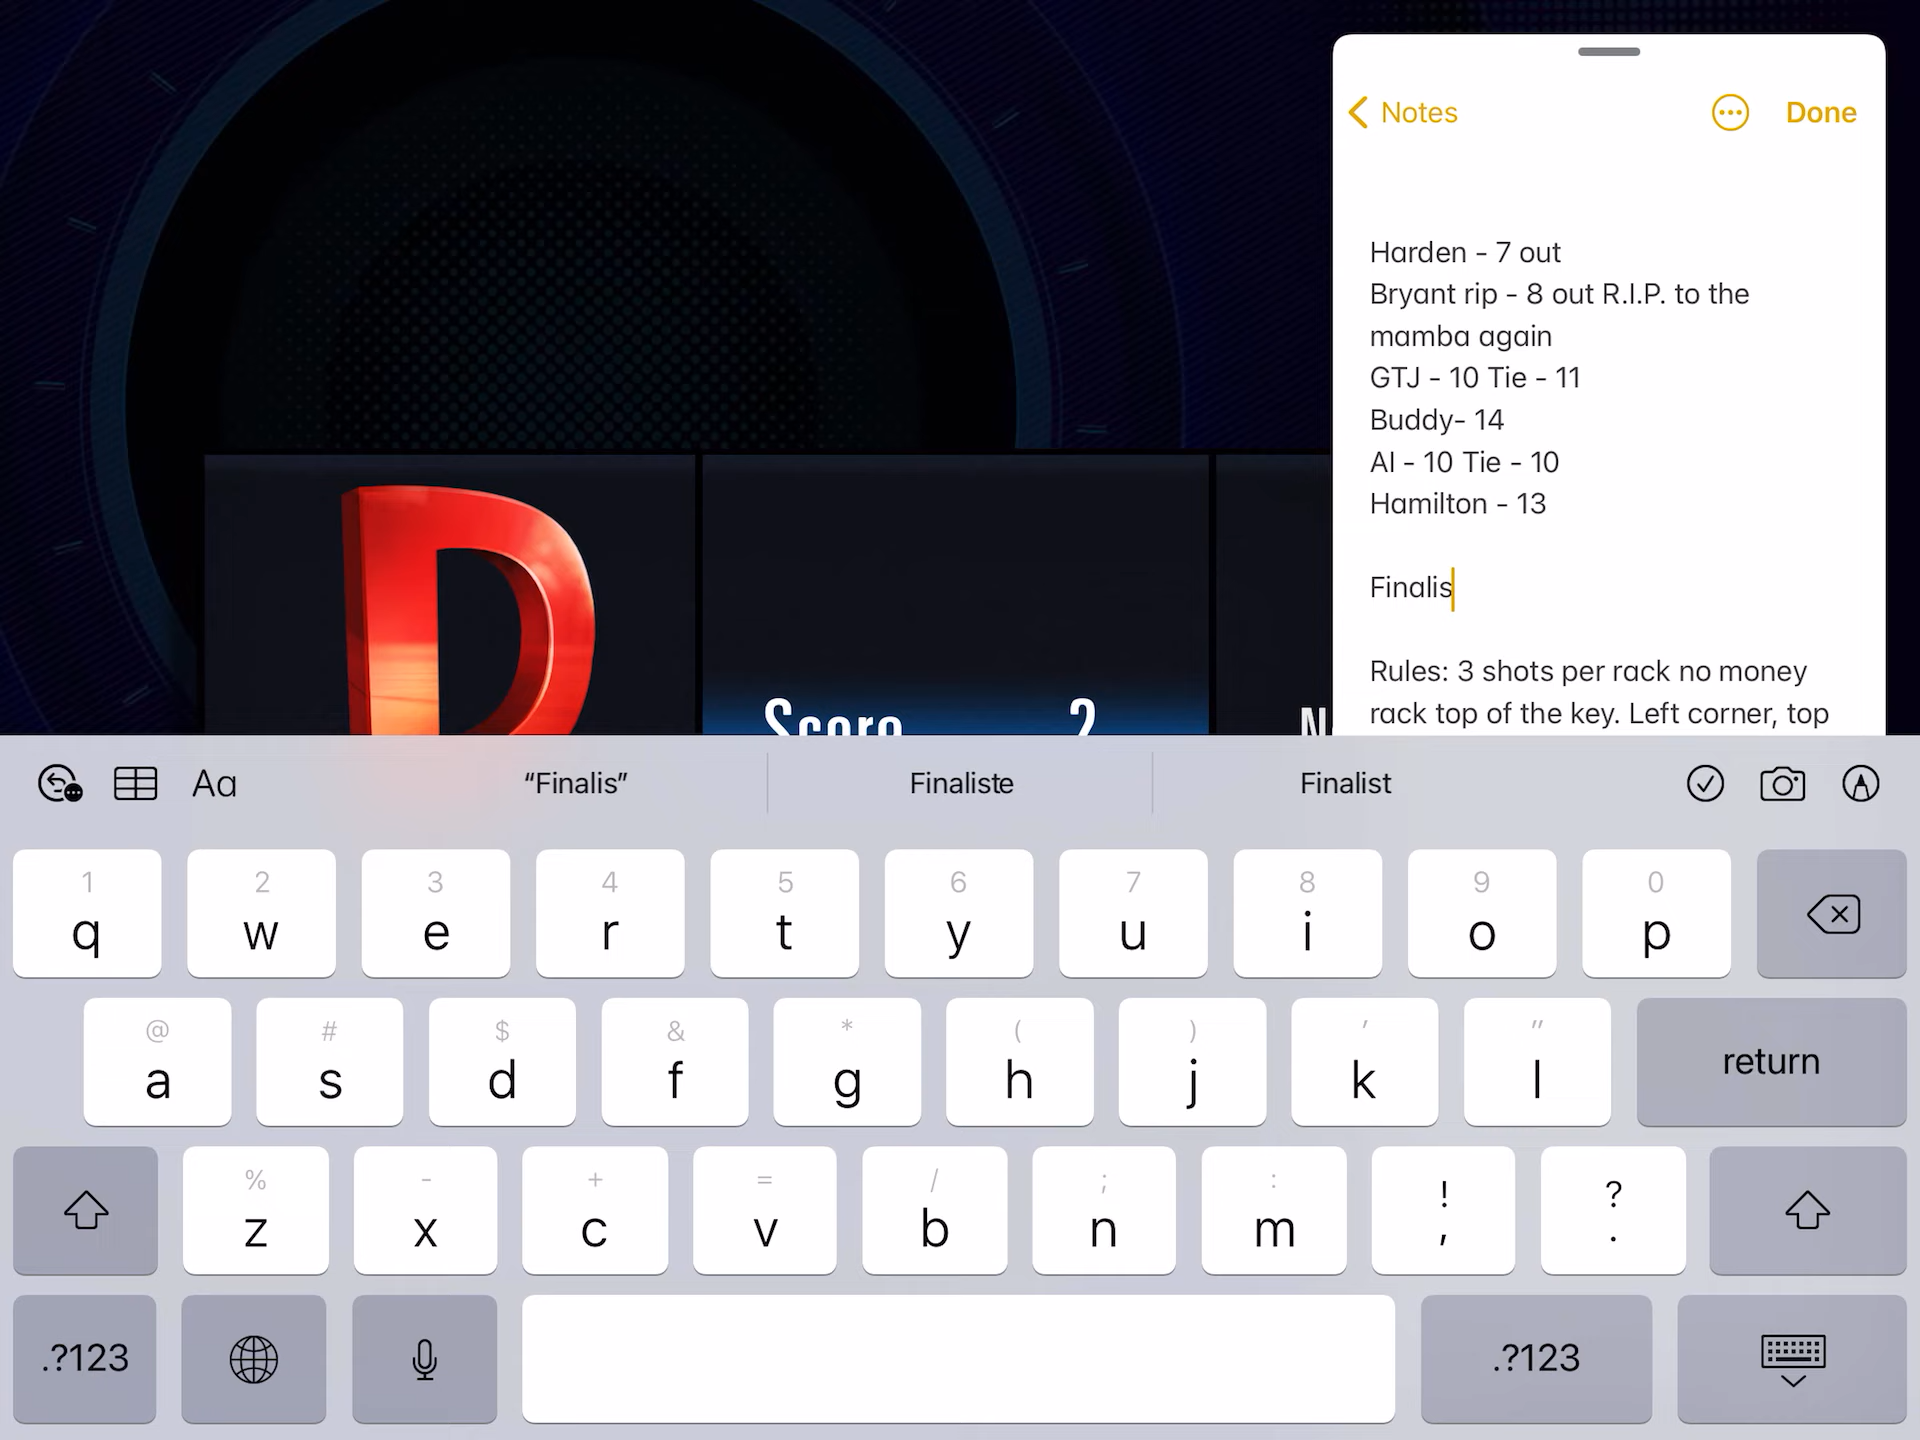 Notes
Done
Harden - 7 out
Bryant rip - 8 out R.I.P. to the
mamba again
GTJ - 10 Tie - 11
Buddy- 14
AI - 10 Tie - 10
Hamilton - 13
Finalis
Rules: 3 shots per rack no money
rack top of the key. Left corner, top
D
Score 2
N
Aa
“Finalis” Finaliste Finalist
1 2 3 4 5 6 7 8 9 0
q w e r t y u i o p
@ # $ & * ( ) ' "
a s d f g h j k l return
% - + = / ; : ! ?
z x c v b n m , .
.?123 .?123